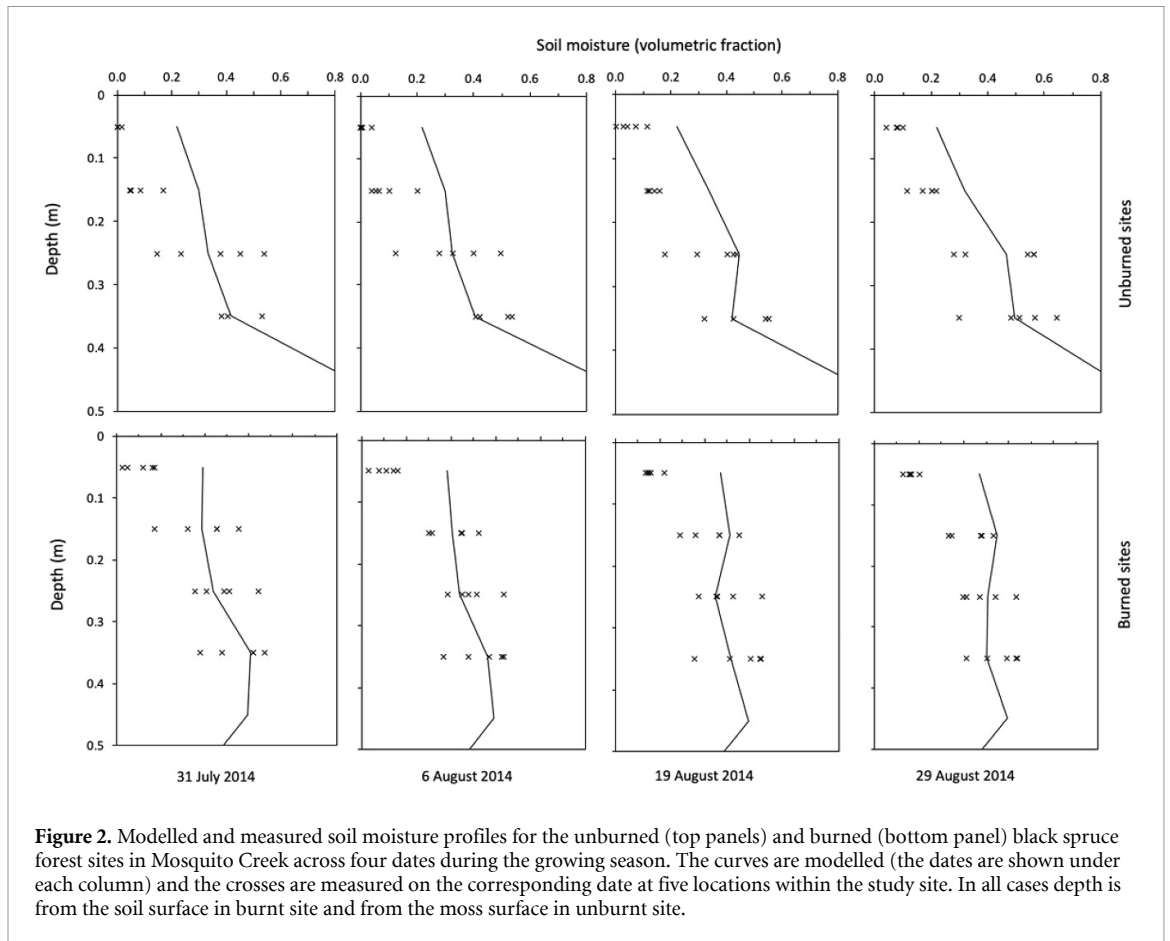 Soil moisture (volumetric fraction)
0.0 0.2 0.4 0.6 0.8 0.0 0.2 0.4 0.6 0.8 0.0 0.2 0.4 0.6 0.8 0.0 0.2 0.4 0.6 0.8
0
0.1
0.2
0.3
0.4
0.5
Depth (m)
Unburned sites
0
0.1
0.2
0.3
0.4
0.5
Depth (m)
Burned sites
31 July 2014 6 August 2014 19 August 2014 29 August 2014
Figure 2. Modelled and measured soil moisture profiles for the unburned (top panels) and burned (bottom panel) black spruce
forest sites in Mosquito Creek across four dates during the growing season. The curves are modelled (the dates are shown under
each column) and the crosses are measured on the corresponding date at five locations within the study site. In all cases depth is
from the soil surface in burnt site and from the moss surface in unburnt site.